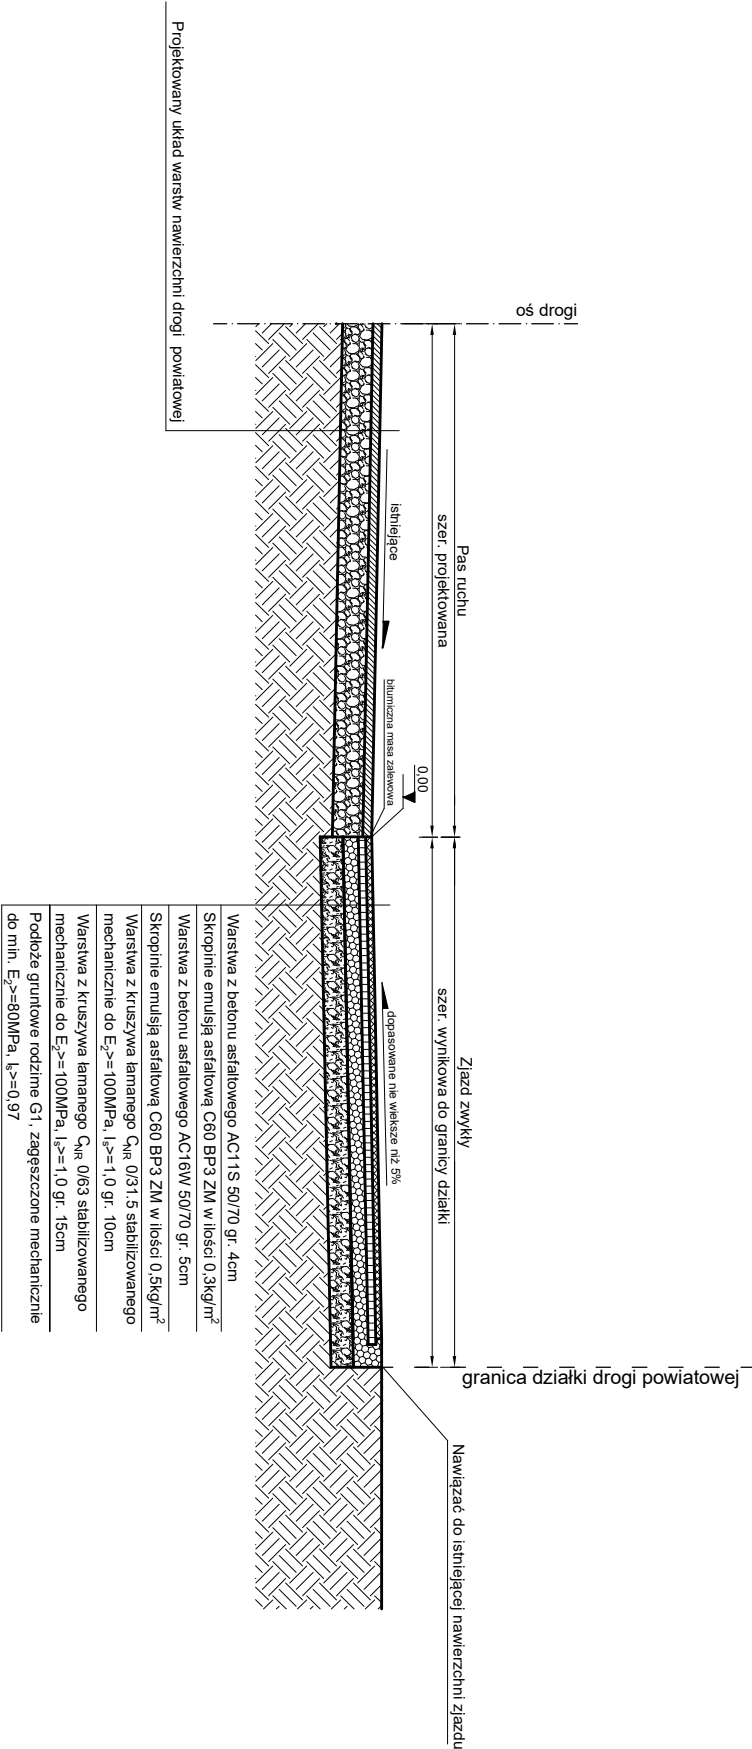 oś drogi
Pas ruchu
szer. projektowana
Zjazd zwykły
szer. wynikowa do granicy działki
granica działki drogi powiatowej
Nawiązać do istniejącej nawierzchni zjazdu
0,00
bitumiczna masa zalewowa
istniejące
dopasowane nie wieksze niż 5%
Projektowany układ warstw nawierzchni drogi powiatowej
Warstwa z betonu asfaltowego AC11S 50/70 gr. 4cm
Skropinie emulsją asfaltową C60 BP3 ZM w ilości 0,3kg/m²
Warstwa z betonu asfaltowego AC16W 50/70 gr. 5cm
Skropinie emulsją asfaltową C60 BP3 ZM w ilości 0,5kg/m²
Warstwa z kruszywa łamanego C_NR 0/31.5 stabilizowanego
mechanicznie do E₂>=100MPa, Iₛ>=1,0 gr. 10cm
Warstwa z kruszywa łamanego C_NR 0/63 stabilizowanego
mechanicznie do E₂>=100MPa, Iₛ>=1,0 gr. 15cm
Podłoże gruntowe rodzime G1, zagęszczone mechanicznie
do min. E₂>=80MPa, Iₛ>=0,97